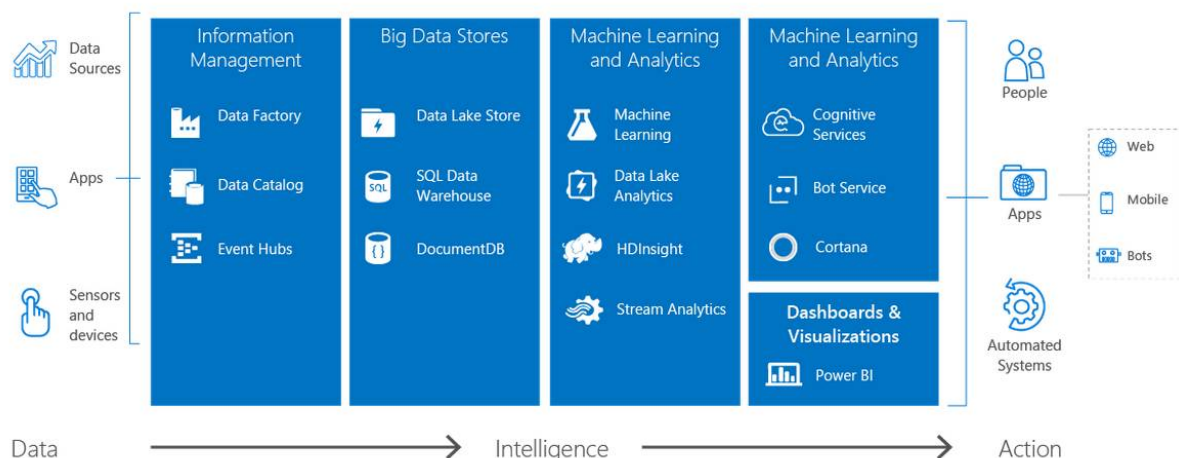 Data
Sources
Apps
Sensors
and
devices
Information
Management
Data Factory
Data Catalog
Event Hubs
Big Data Stores
Data Lake Store
SQL
SQL Data
Warehouse
{ }
DocumentDB
Machine Learning
and Analytics
Machine
Learning
Data Lake
Analytics
HDInsight
Stream Analytics
Machine Learning
and Analytics
Cognitive
Services
Bot Service
Cortana
Dashboards &
Visualizations
Power BI
People
Apps
Automated
Systems
Web
Mobile
Bots
Data
Intelligence
Action